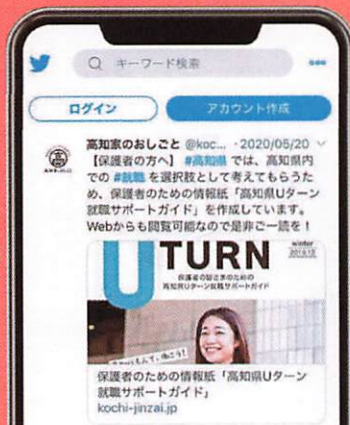 キーワード検索
ログイン
アカウント作成
高知家のおしごと @koc... ・2020/05/20
【保護者の方へ】 #高知県 では、高知県内
での #就職 を選択肢として考えてもらうた
め、保護者のための情報紙「高知県Uターン
就職サポートガイド」を作成しています。
Webからも閲覧可能なので是非ご一読を!
UTURN
winter
2019.12
保護者の皆さまのための
高知県Uターン就職サポートガイド
保護者のための情報紙「高知県Uターン
就職サポートガイド」
kochi-jinzai.jp